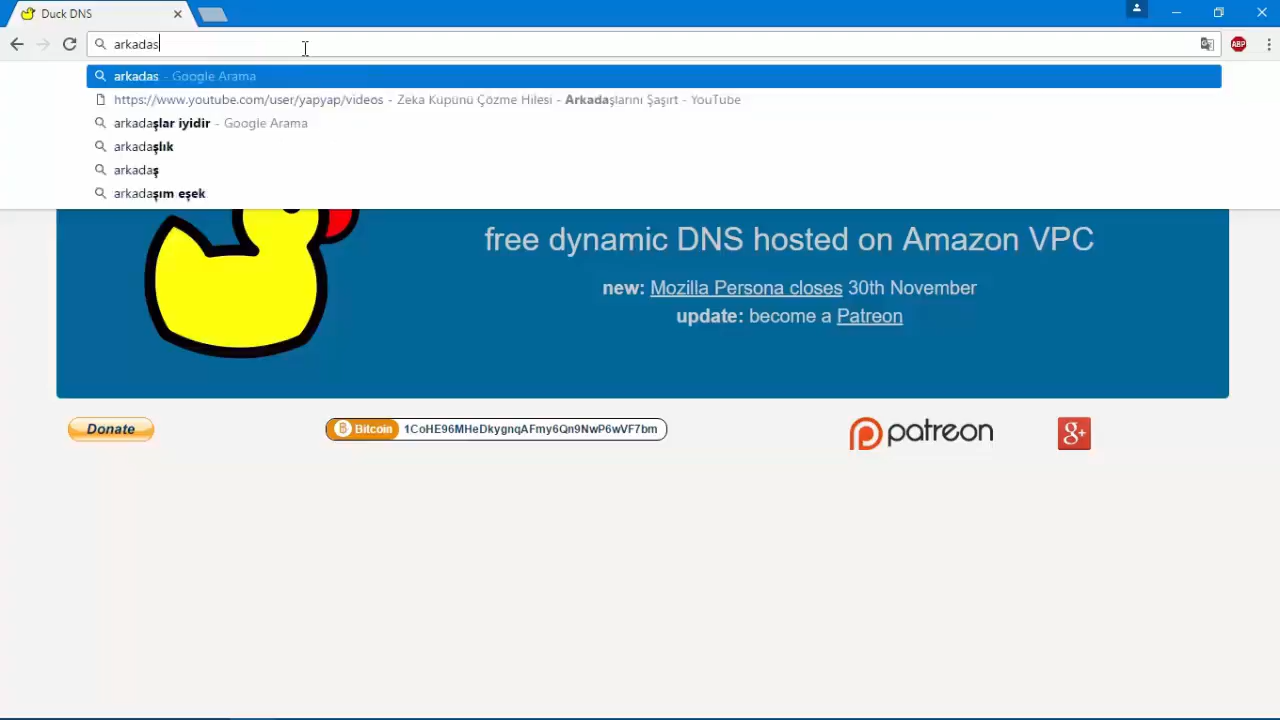 Duck DNS
arkadas
ABP
arkadas - Google Arama
https://www.youtube.com/user/yapyap/videos - Zeka Küpünü Çözme Hilesi - Arkadaşlarını Şaşırt - YouTube
arkadaşlar iyidir - Google Arama
arkadaşlık
arkadaş
arkadaşım eşek
free dynamic DNS hosted on Amazon VPC
new: Mozilla Persona closes 30th November
update: become a Patreon
Donate
Bitcoin 1CoHE96MHeDkygnqAFmy6Qn9NwP6wVF7bm
patreon
g+